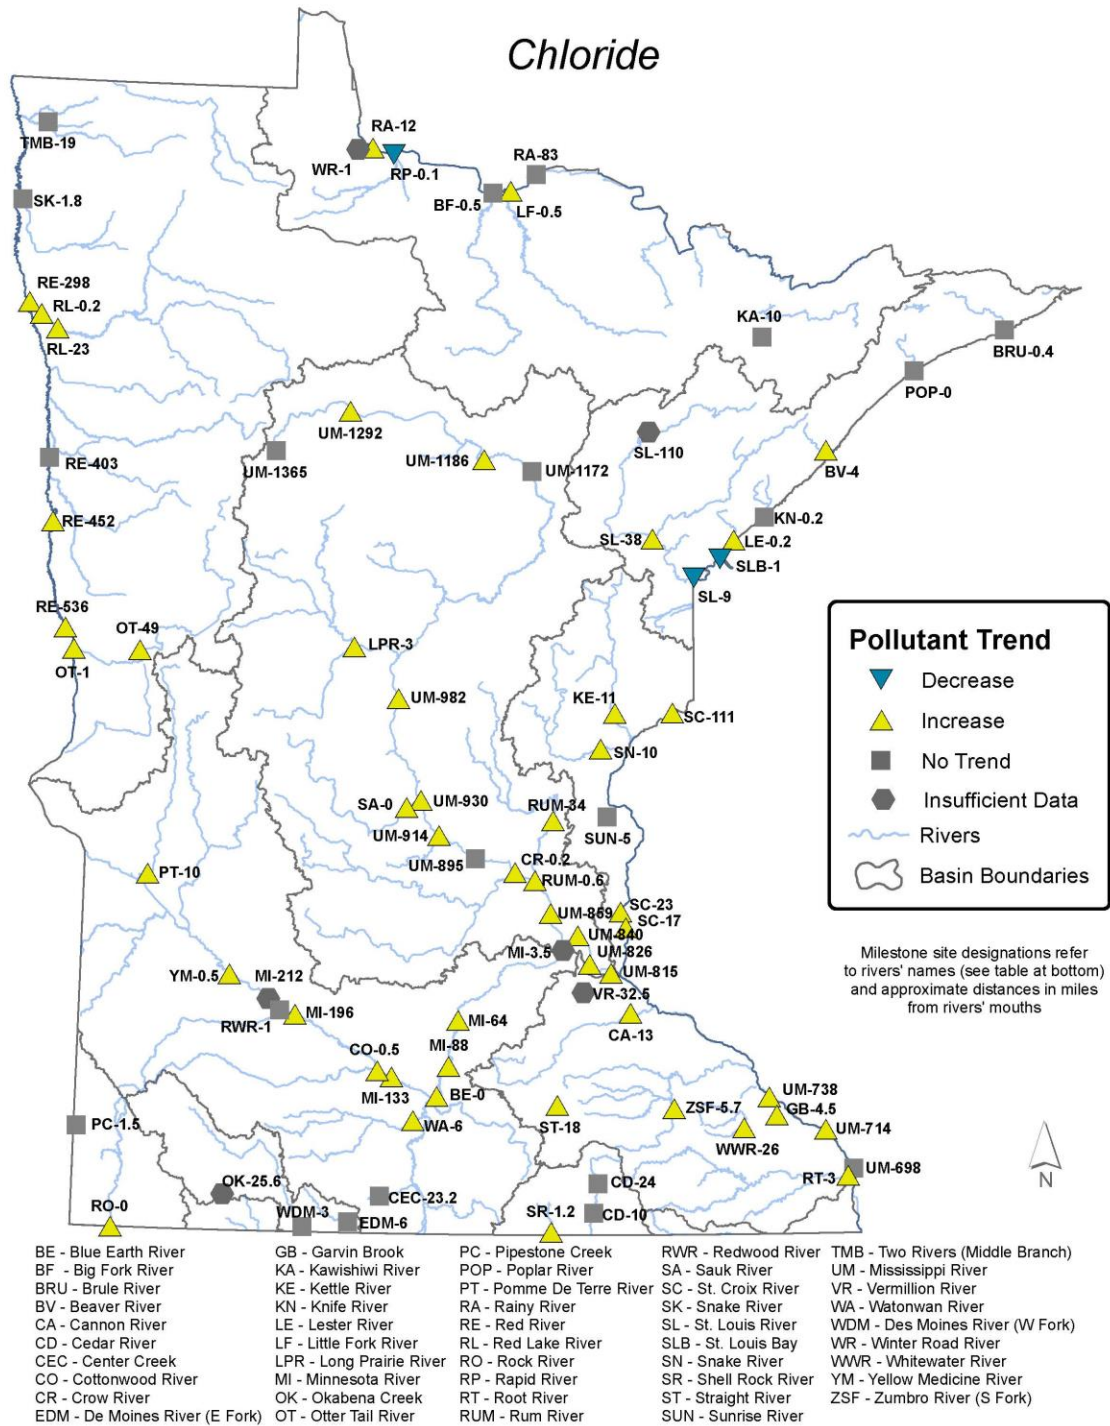 Chloride
RA-12
TMB-19
WR-1
RP-0.1
RA-83
SK-1.8
BF-0.5
LF-0.5
RE-298
RL-0.2
RL-23
KA-10
BRU-0.4
POP-0
UM-1292
UM-1365
RE-403
UM-1186
UM-1172
SL-110
BV-4
RE-452
KN-0.2
SL-38
LE-0.2
SLB-1
SL-9
RE-536
OT-49
OT-1
LPR-3
UM-982
KE-11
SC-111
SN-10
SA-0
UM-930
UM-914
RUM-34
SUN-5
UM-895
CR-0.2
PT-10
RUM-0.6
SC-23
UM-859
SC-17
UM-840
MI-3.5
UM-826
UM-815
YM-0.5
MI-212
VR-32.5
RWR-1
MI-196
MI-64
CA-13
MI-88
CO-0.5
MI-133
BE-0
UM-738
ZSF-5.7
GB-4.5
PC-1.5
WA-6
ST-18
WWR-26
UM-714
UM-698
OK-25.6
CEC-23.2
CD-24
RT-3
RO-0
WDM-3
EDM-6
SR-1.2
CD-10
Pollutant Trend
Decrease
Increase
No Trend
Insufficient Data
Rivers
Basin Boundaries
Milestone site designations refer
to rivers' names (see table at bottom)
and approximate distances in miles
from rivers' mouths
N
BE - Blue Earth River
BF - Big Fork River
BRU - Brule River
BV - Beaver River
CA - Cannon River
CD - Cedar River
CEC - Center Creek
CO - Cottonwood River
CR - Crow River
EDM - De Moines River (E Fork)
GB - Garvin Brook
KA - Kawishiwi River
KE - Kettle River
KN - Knife River
LE - Lester River
LF - Little Fork River
LPR - Long Prairie River
MI - Minnesota River
OK - Okabena Creek
OT - Otter Tail River
PC - Pipestone Creek
POP - Poplar River
PT - Pomme De Terre River
RA - Rainy River
RE - Red River
RL - Red Lake River
RO - Rock River
RP - Rapid River
RT - Root River
RUM - Rum River
RWR - Redwood River
SA - Sauk River
SC - St. Croix River
SK - Snake River
SL - St. Louis River
SLB - St. Louis Bay
SN - Snake River
SR - Shell Rock River
ST - Straight River
SUN - Sunrise River
TMB - Two Rivers (Middle Branch)
UM - Mississippi River
VR - Vermillion River
WA - Watonwan River
WDM - Des Moines River (W Fork)
WR - Winter Road River
WWR - Whitewater River
YM - Yellow Medicine River
ZSF - Zumbro River (S Fork)